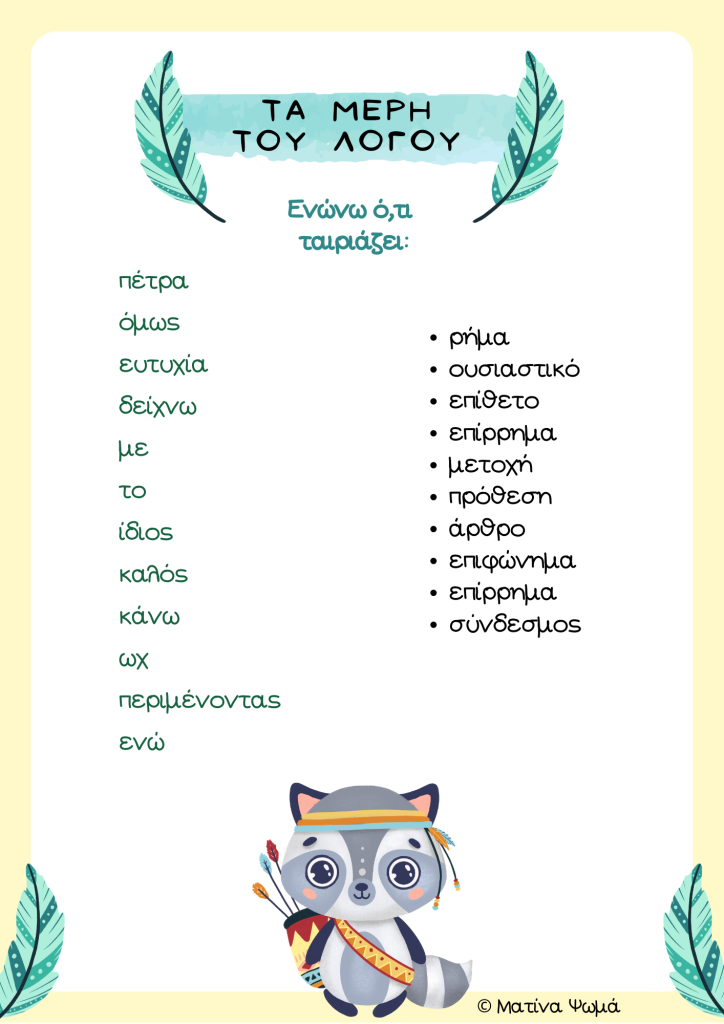 ΤΑ ΜΕΡΗ
ΤΟΥ ΛΟΓΟΥ
Ενώνω ό,τι
ταιριάζει:
πέτρα
όμως
ευτυχία
δείχνω
με
το
ίδιος
καλός
κάνω
ωχ
περιμένοντας
ενώ
• ρήμα
• ουσιαστικό
• επίθετο
• επίρρημα
• μετοχή
• πρόθεση
• άρθρο
• επιφώνημα
• επίρρημα
• σύνδεσμος
© Ματίνα Ψωμά